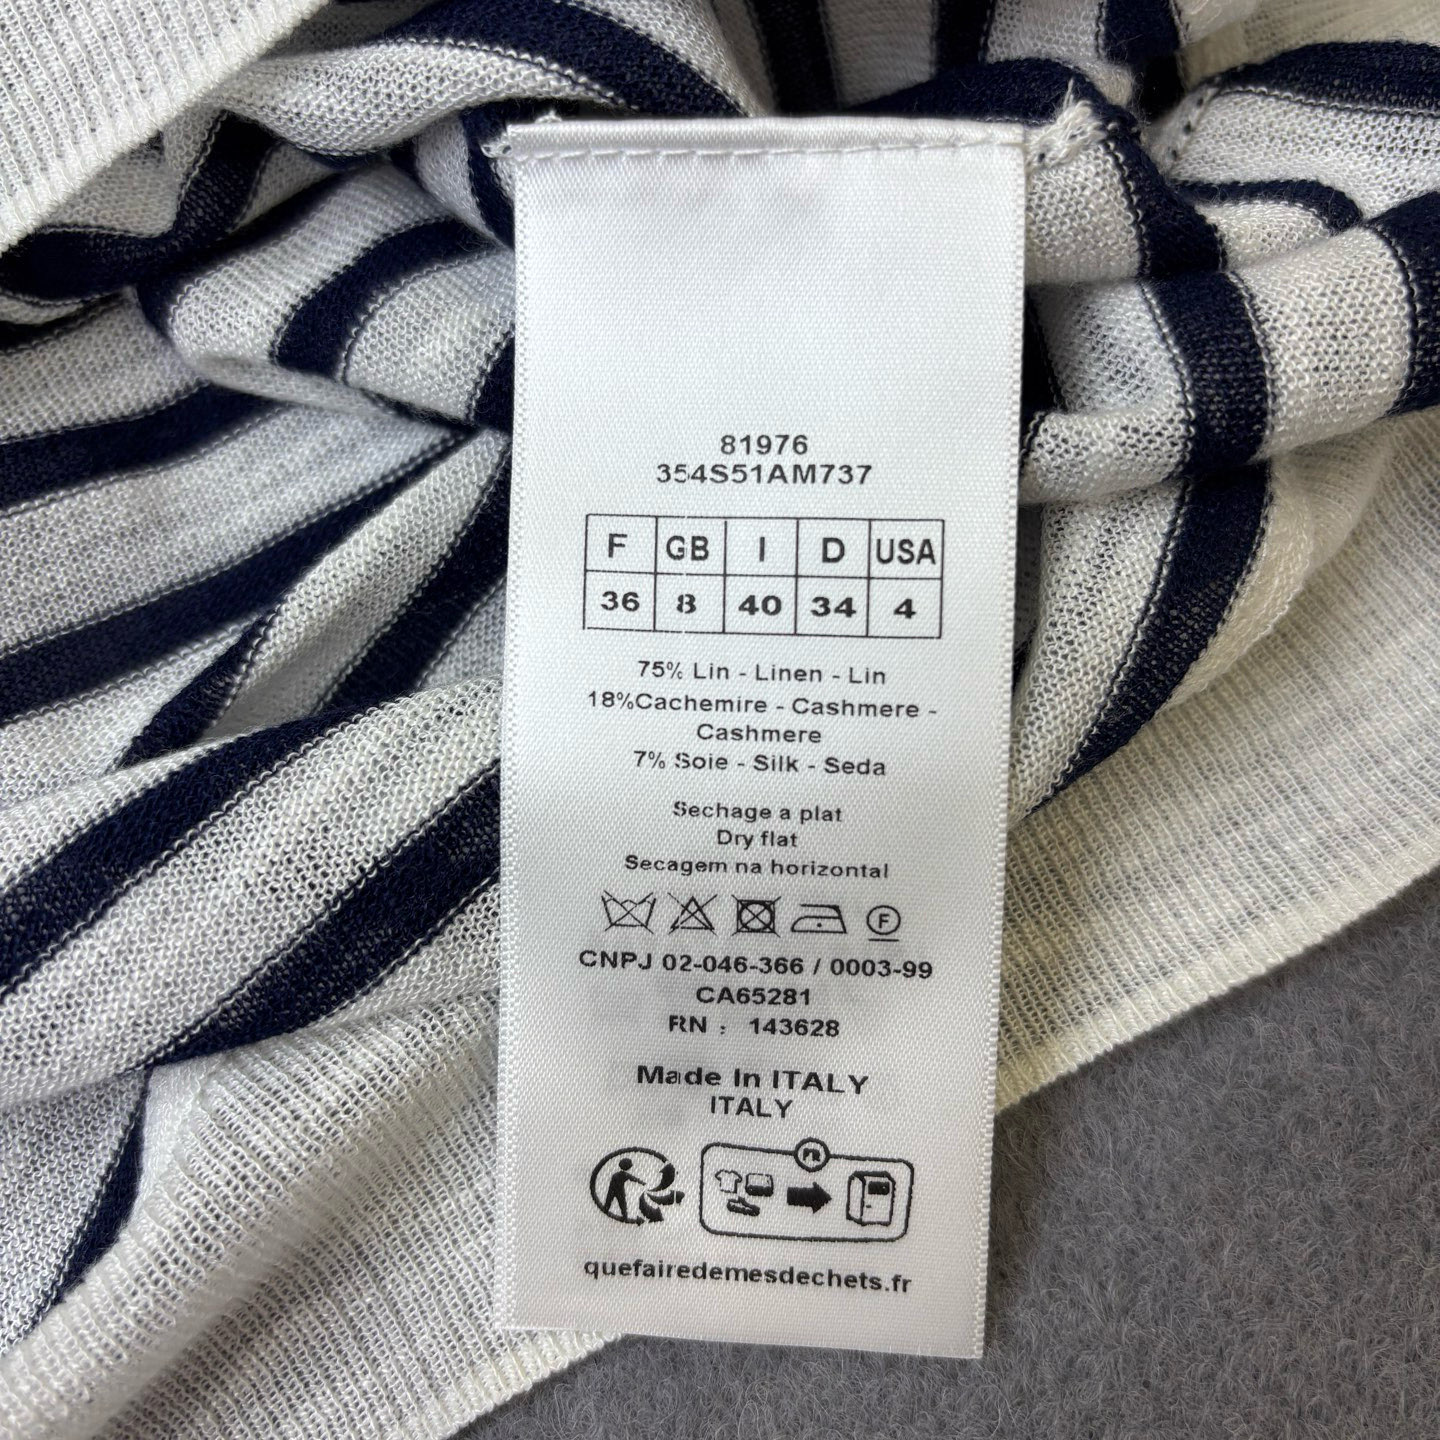 81976
354S51AM737
F GB I D USA
36 8 40 34 4
75% Lin - Linen - Lin
18%Cachemire - Cashmere -
Cashmere
7% Soie - Silk - Seda
Sechage a plat
Dry flat
Secagem na horizontal
F
CNPJ 02-046-366 / 0003-99
CA65281
RN : 143628
Made In ITALY
ITALY
FR
quefairedemesdechets.fr